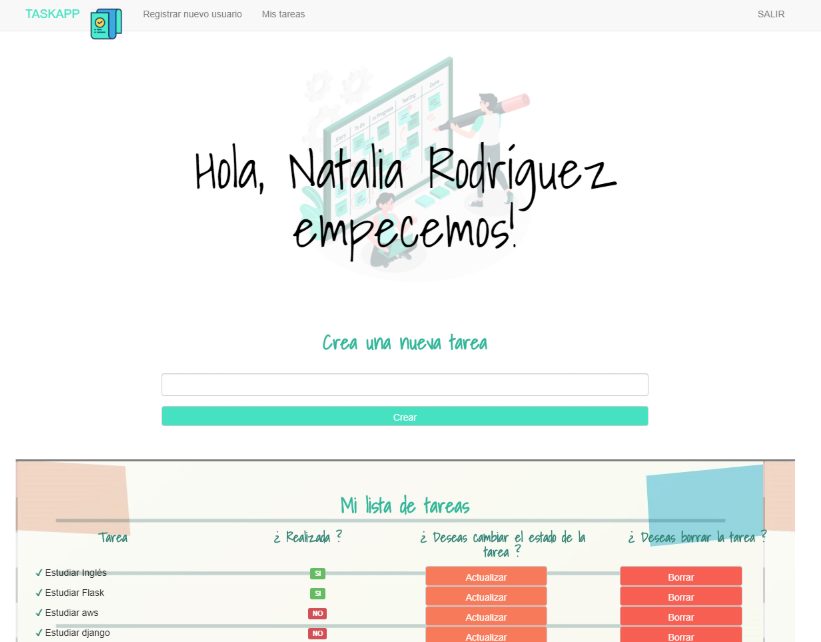 TASKAPP Registrar nuevo usuario Mis tareas SALIR
Hola, Natalia Rodríguez
empecemos!
Crea una nueva tarea
Crear
Mi lista de tareas
Tarea ¿ Realizada ? ¿ Deseas cambiar el estado de la ¿ Deseas borrar la tarea ?
tarea ?
✓ Estudiar Inglés SI Actualizar Borrar
✓ Estudiar Flask SI Actualizar Borrar
✓ Estudiar aws NO Actualizar Borrar
✓ Estudiar django NO Actualizar Borrar